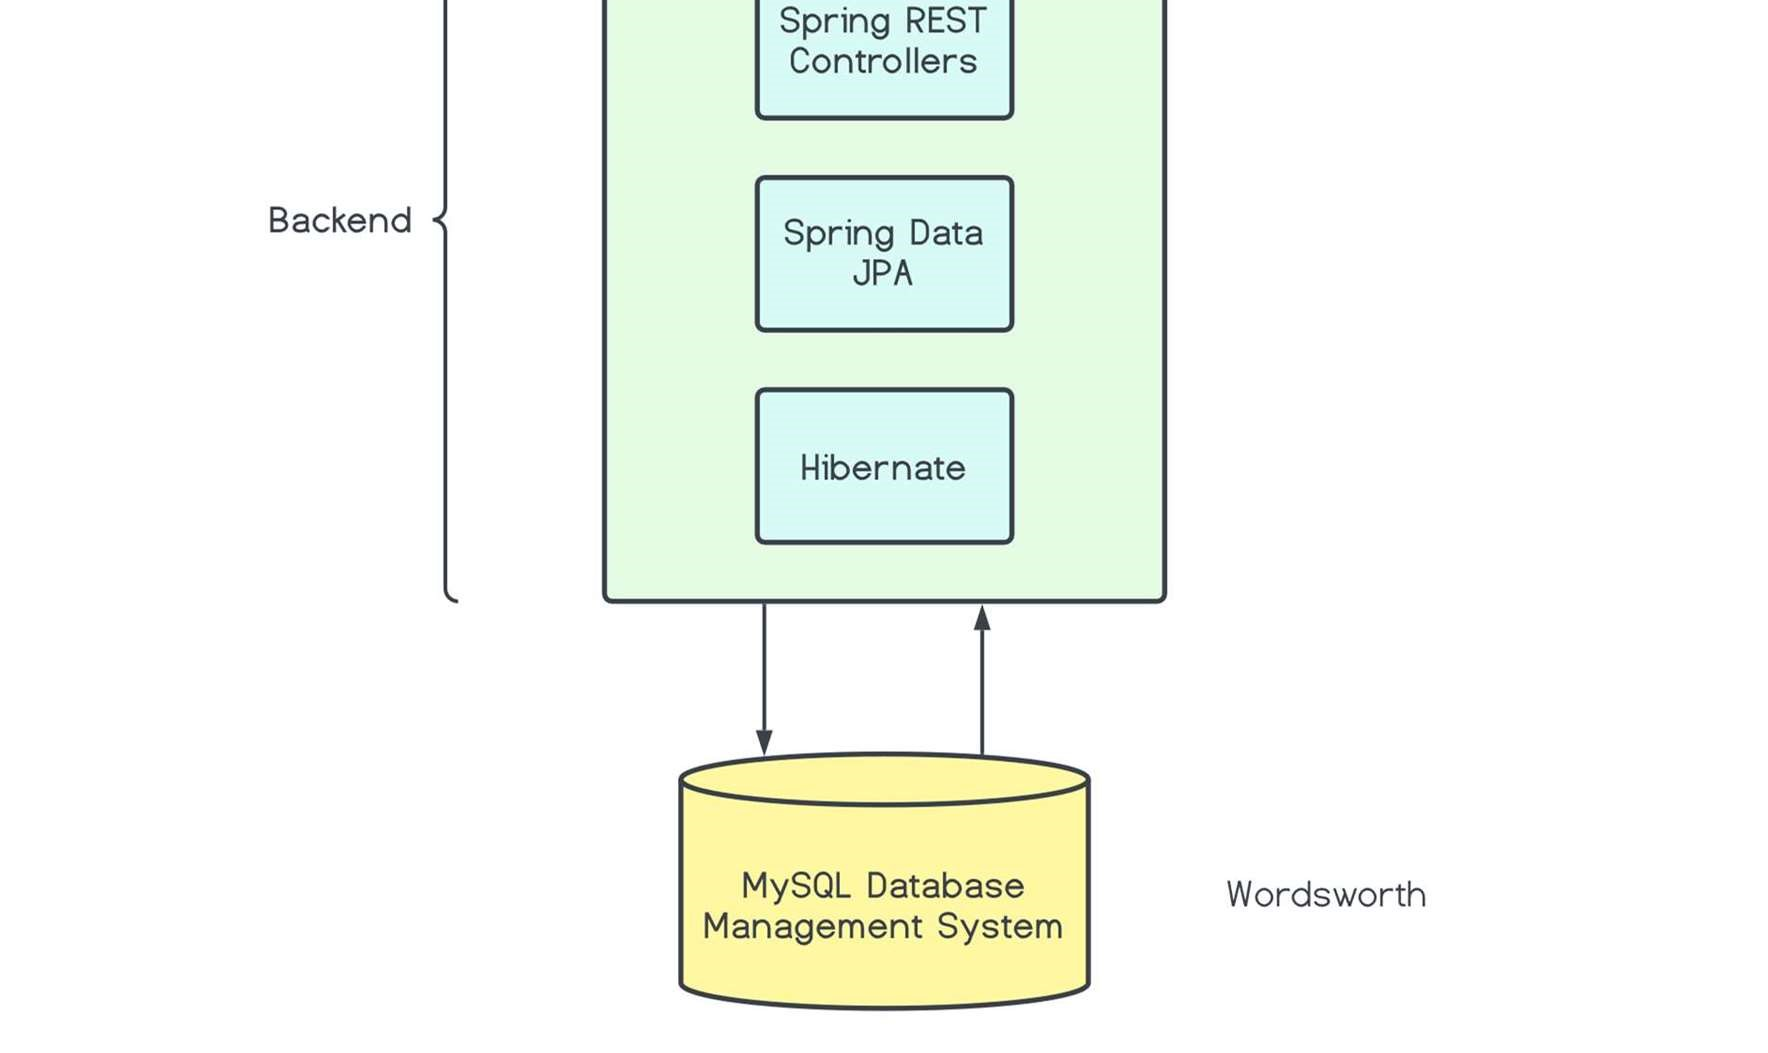 Spring REST
Controllers
Backend
Spring Data
JPA
Hibernate
MySQL Database
Management System
Wordsworth